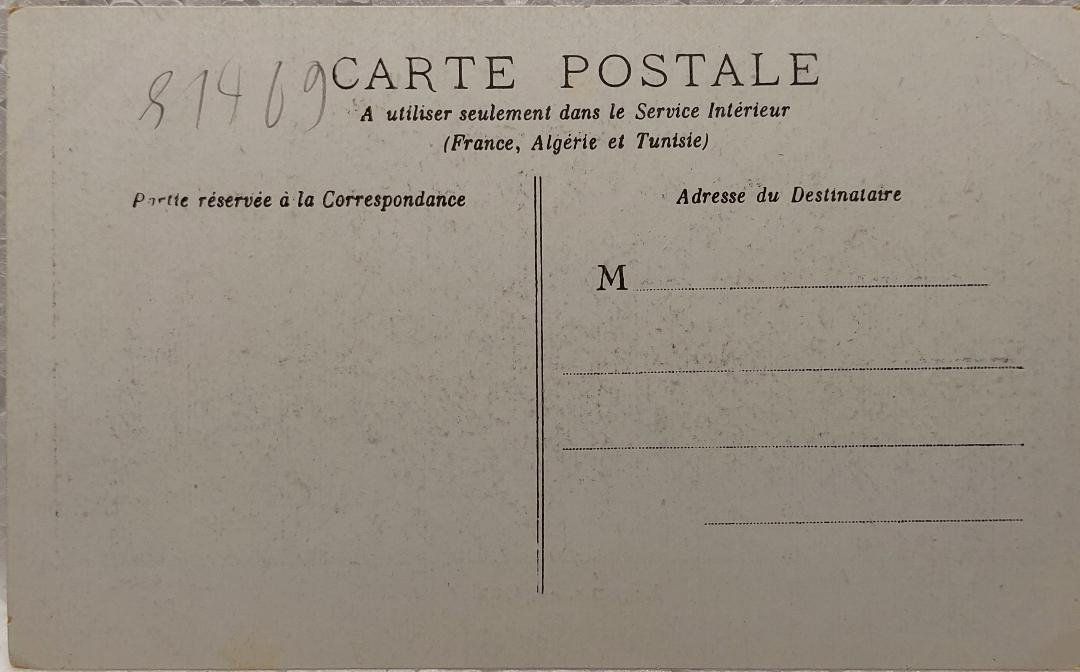 81469
CARTE POSTALE
A utiliser seulement dans le Service Intérieur
(France, Algérie et Tunisie)
Partie réservée à la Correspondance
Adresse du Destinataire
M